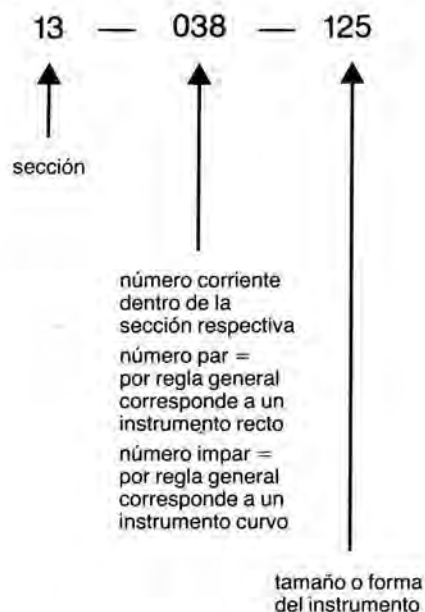 13 — 038 — 125
sección
número corriente
dentro de la
sección respectiva
número par =
por regla general
corresponde a un
instrumento recto
número impar =
por regla general
corresponde a un
instrumento curvo
tamaño o forma
del instrumento